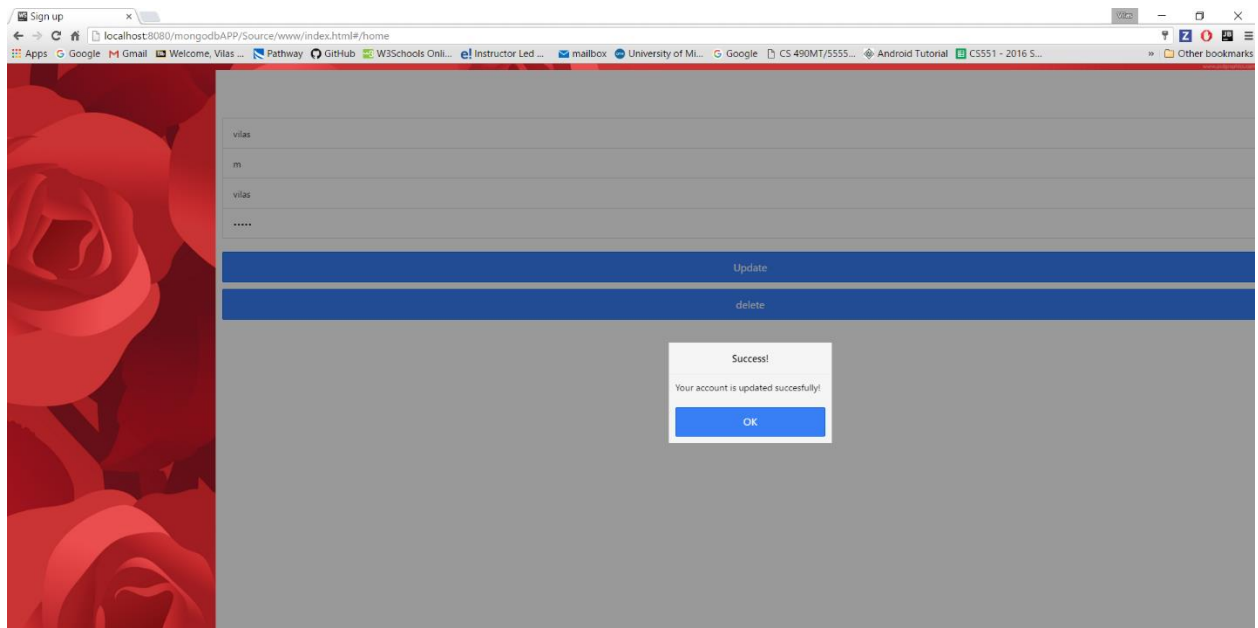 Sign up
Vilas
localhost:8080/mongodbAPP/Source/www/index.html#/home
Apps G Google M Gmail Welcome, Vilas ... Pathway GitHub W3Schools Onli... e! Instructor Led ... mailbox University of Mi... G Google CS 490MT/5555... Android Tutorial CS551 - 2016 S... » Other bookmarks
vilas
m
vilas
•••••
Update
delete
Success!
Your account is updated succesfully!
OK